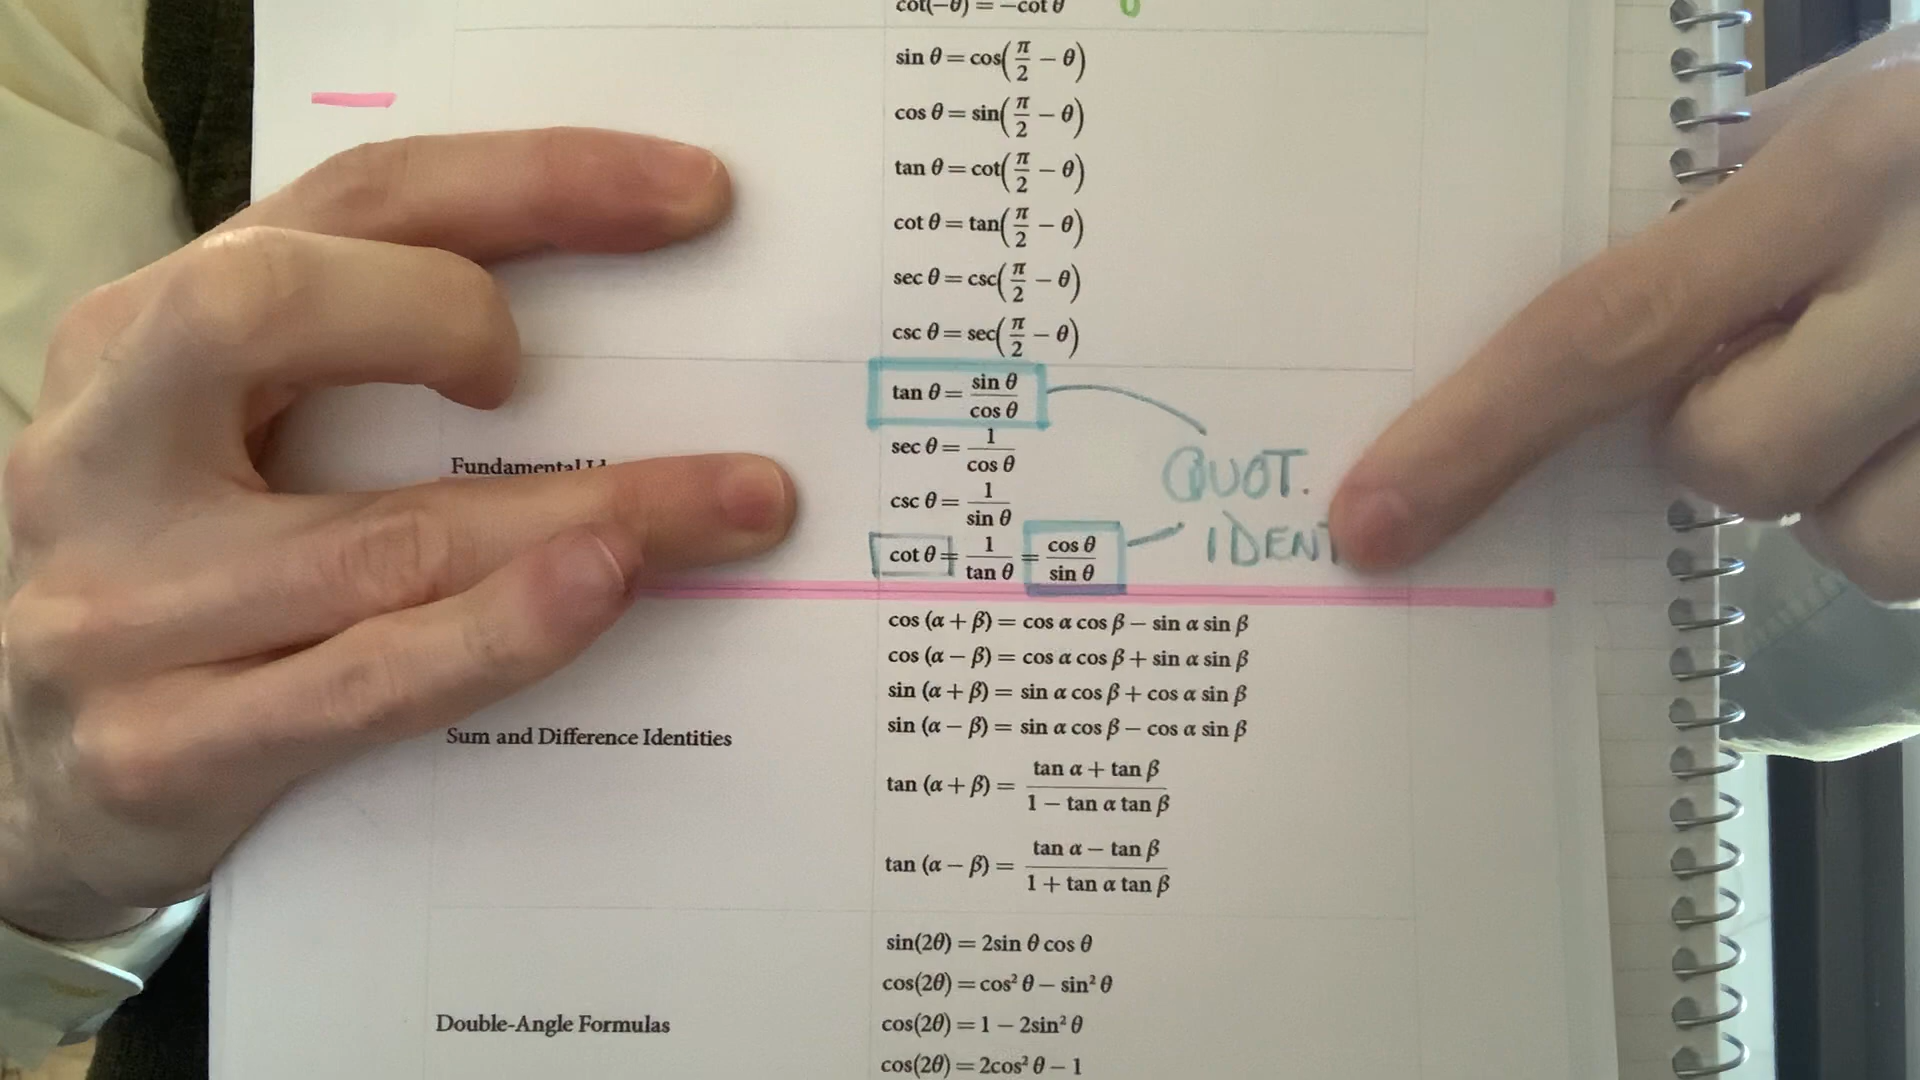 cot(−θ) = −cot θ
sin θ = cos(π/2 − θ)
cos θ = sin(π/2 − θ)
tan θ = cot(π/2 − θ)
cot θ = tan(π/2 − θ)
sec θ = csc(π/2 − θ)
csc θ = sec(π/2 − θ)
tan θ = sin θ/cos θ
sec θ = 1/cos θ
QUOT.
IDENT
Fundamental
csc θ = 1/sin θ
cot θ = 1/tan θ = cos θ/sin θ
cos (α + β) = cos α cos β − sin α sin β
cos (α − β) = cos α cos β + sin α sin β
sin (α + β) = sin α cos β + cos α sin β
sin (α − β) = sin α cos β − cos α sin β
Sum and Difference Identities
tan (α + β) = tan α + tan β/1 − tan α tan β
tan (α − β) = tan α − tan β/1 + tan α tan β
sin(2θ) = 2sin θ cos θ
cos(2θ) = cos² θ − sin² θ
Double-Angle Formulas
cos(2θ) = 1 − 2sin² θ
cos(2θ) = 2cos² θ − 1